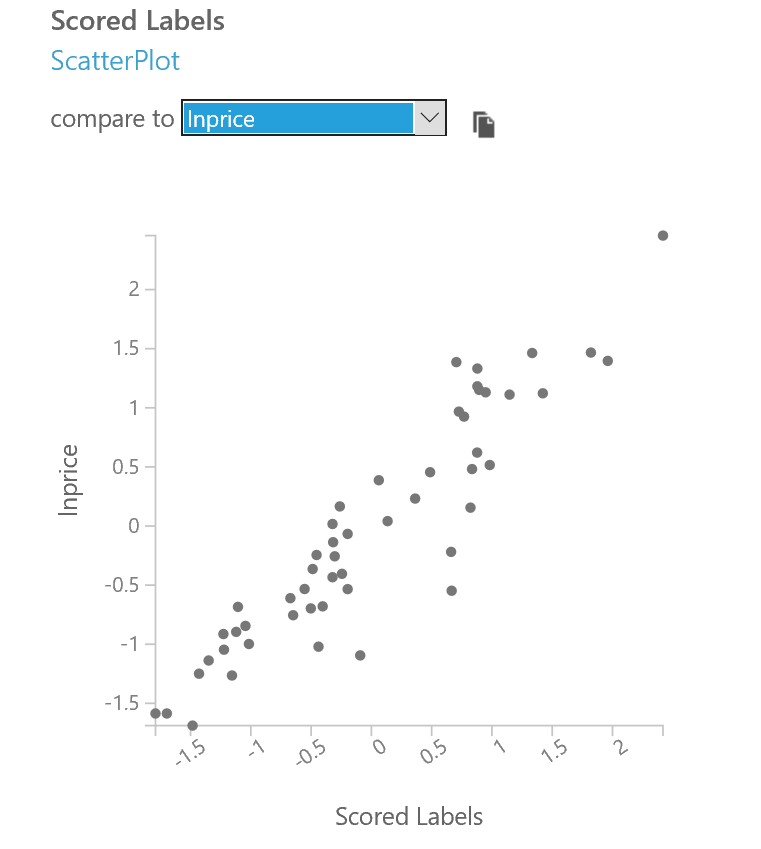 Scored Labels
ScatterPlot
compare to lnprice
2
1.5
1
0.5
0
-0.5
-1
-1.5
lnprice
-1.5 -1 -0.5 0 0.5 1 1.5 2
Scored Labels